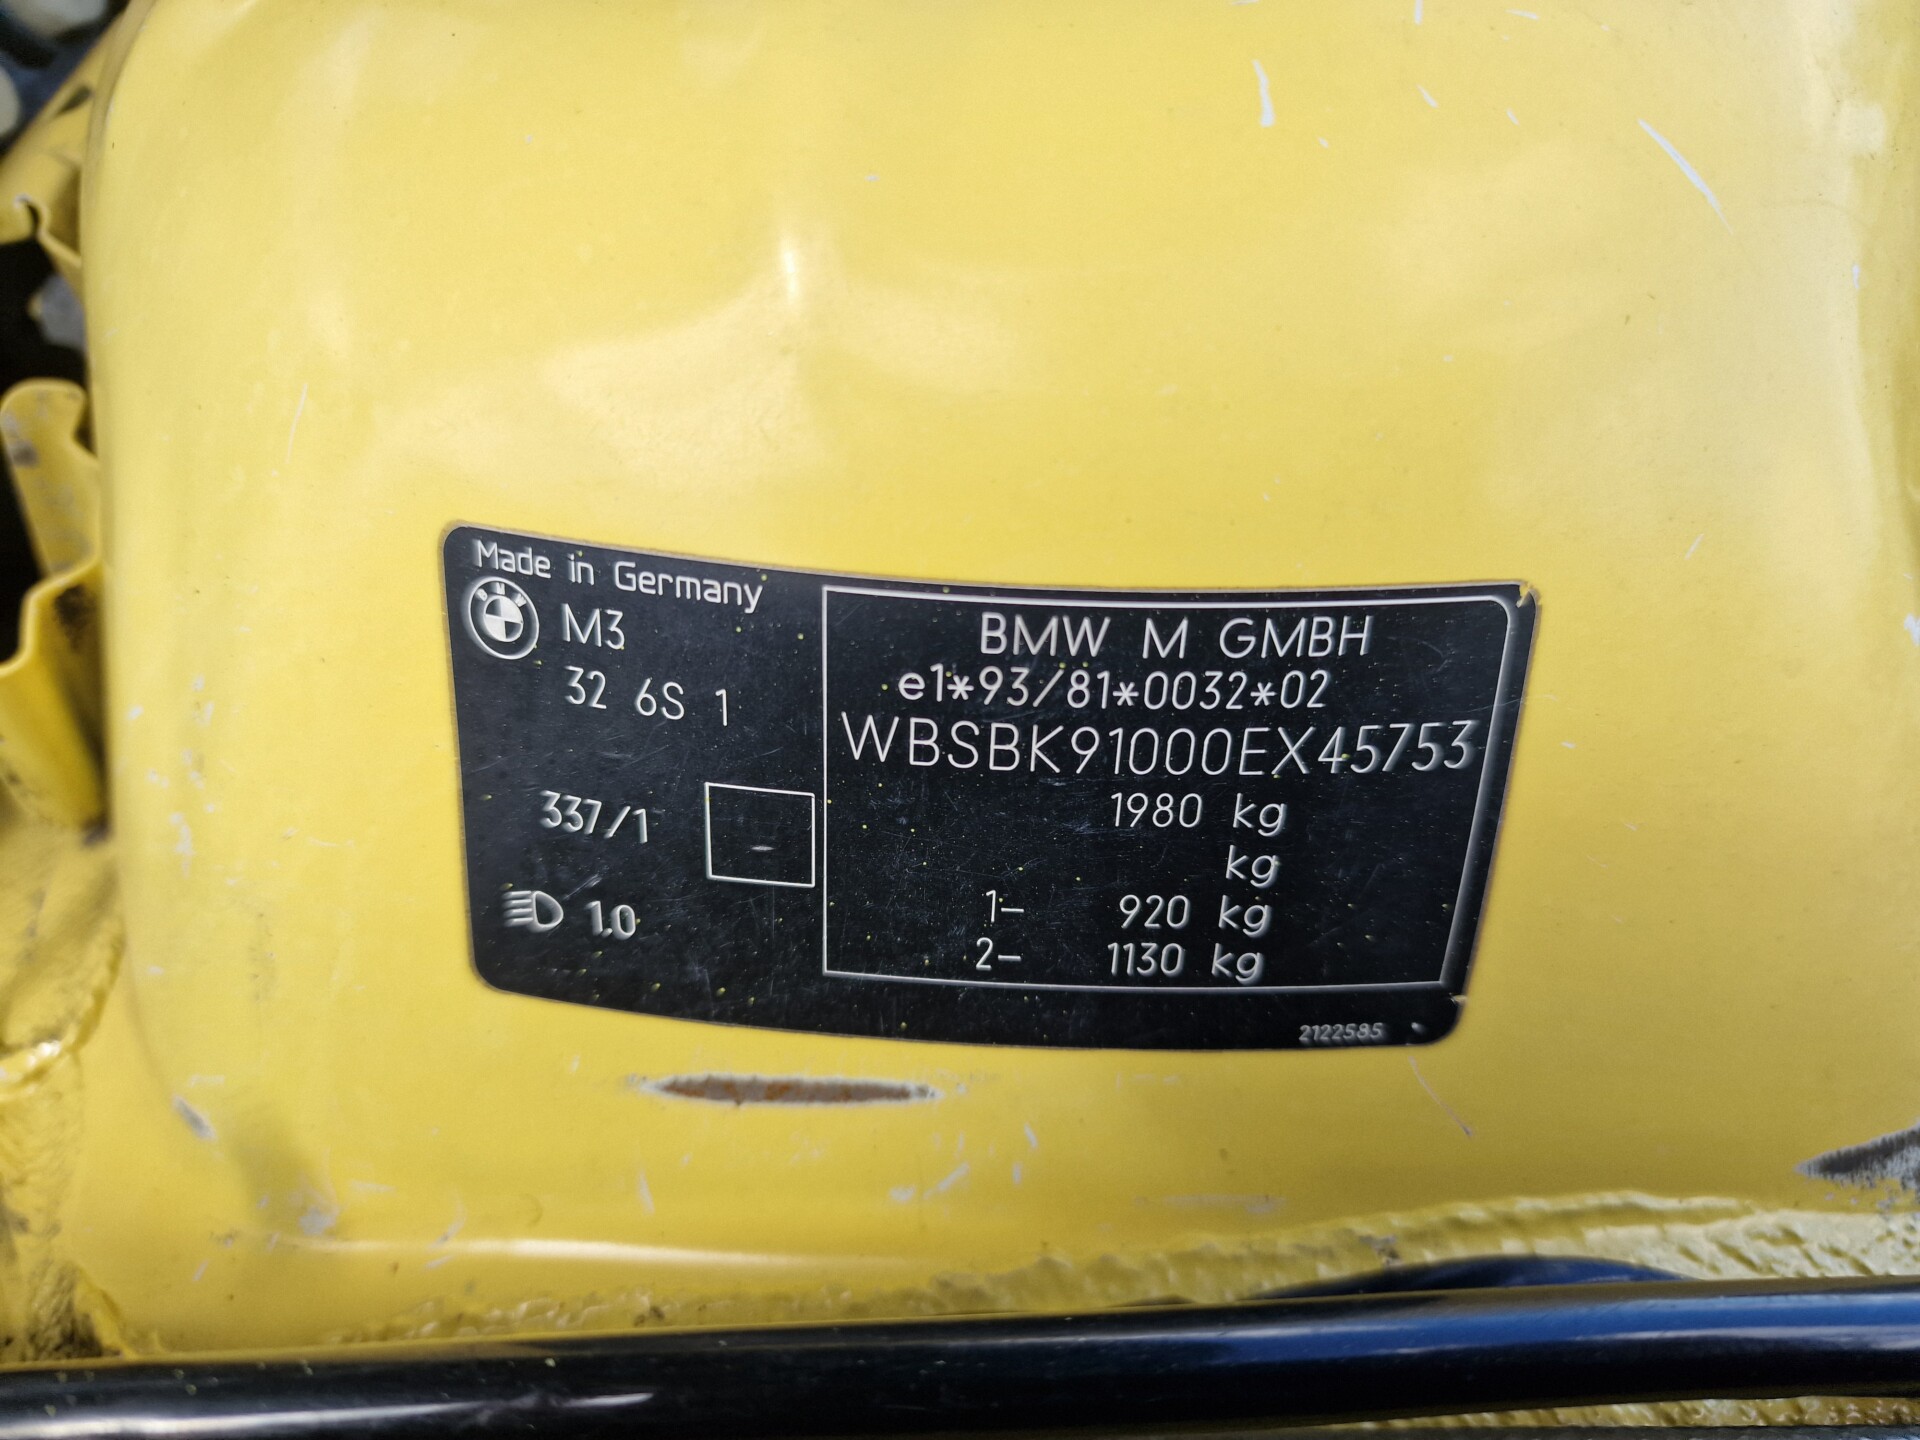 Made in Germany
BMW
M3
32 6S 1
337/1
-
1.0
BMW M GMBH
e1*93/81*0032*02
WBSBK91000EX45753
1980 kg
kg
1- 920 kg
2- 1130 kg
2122585